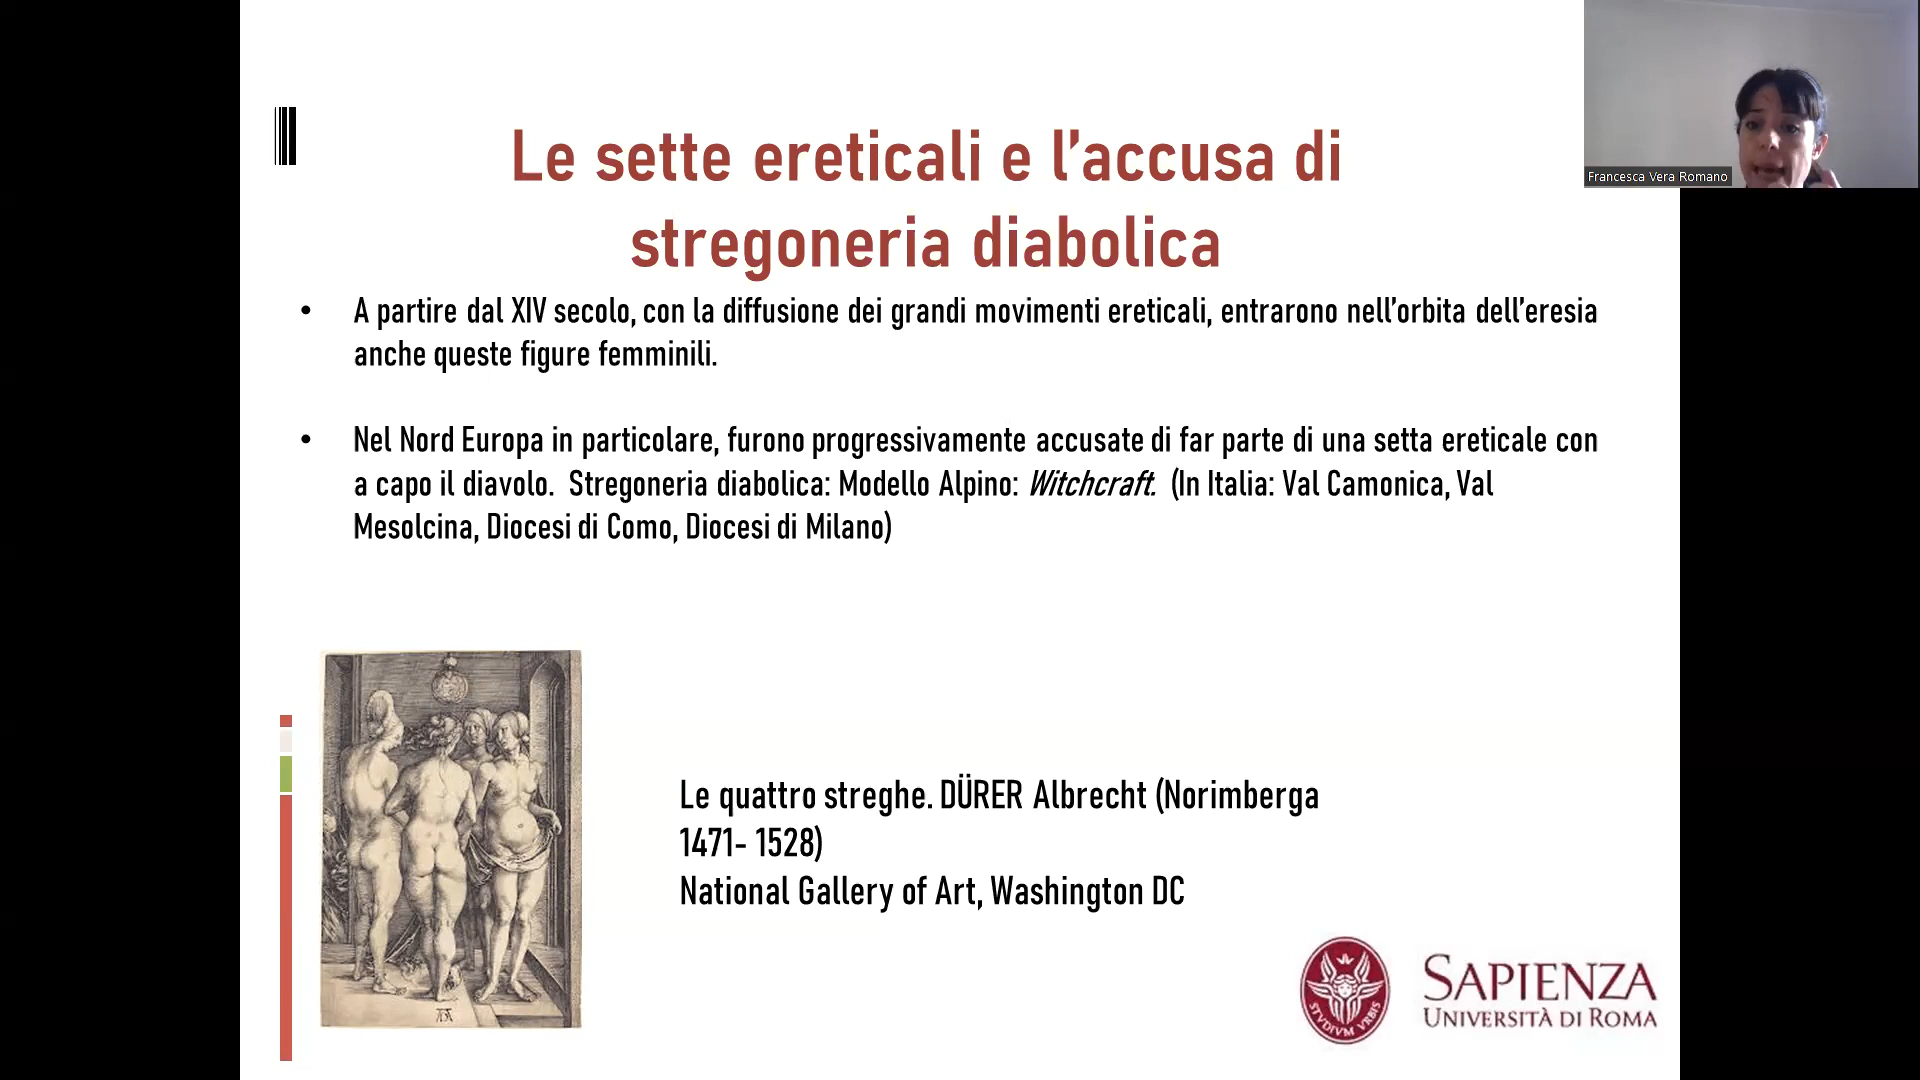 Le sette ereticali e l’accusa di
stregoneria diabolica
Francesca Vera Romano
• A partire dal XIV secolo, con la diffusione dei grandi movimenti ereticali, entrarono nell’orbita dell’eresia
anche queste figure femminili.
• Nel Nord Europa in particolare, furono progressivamente accusate di far parte di una setta ereticale con
a capo il diavolo. Stregoneria diabolica: Modello Alpino: Witchcraft. (In Italia: Val Camonica, Val
Mesolcina, Diocesi di Como, Diocesi di Milano)
Le quattro streghe. DÜRER Albrecht (Norimberga
1471- 1528)
National Gallery of Art, Washington DC
AD
STVDIVM VRBIS
SAPIENZA
UNIVERSITÀ DI ROMA